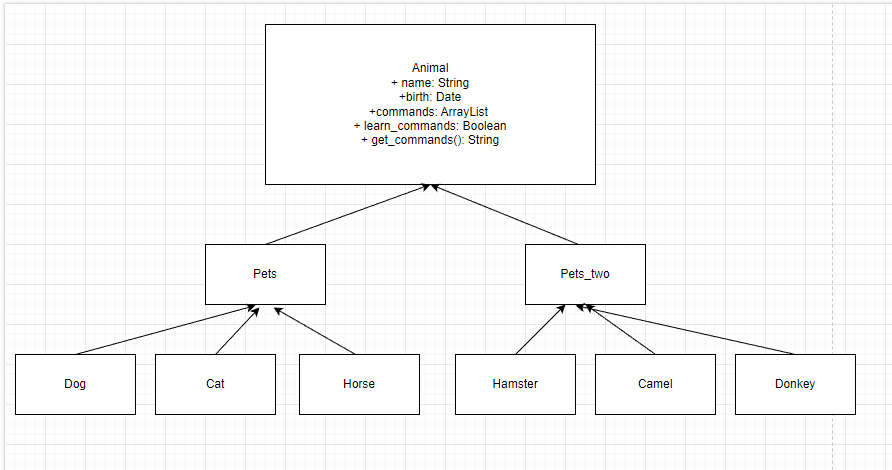 Animal
+ name: String
+birth: Date
+commands: ArrayList
+ learn_commands: Boolean
+ get_commands(): String
Pets
Pets_two
Dog
Cat
Horse
Hamster
Camel
Donkey